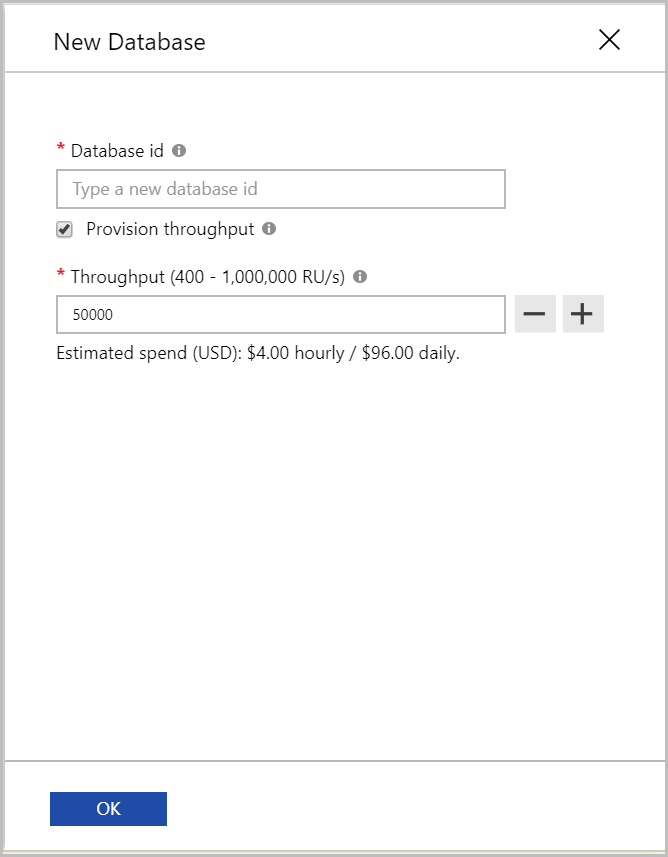 New Database
* Database id
Type a new database id
Provision throughput
* Throughput (400 - 1,000,000 RU/s)
50000
Estimated spend (USD): $4.00 hourly / $96.00 daily.
OK